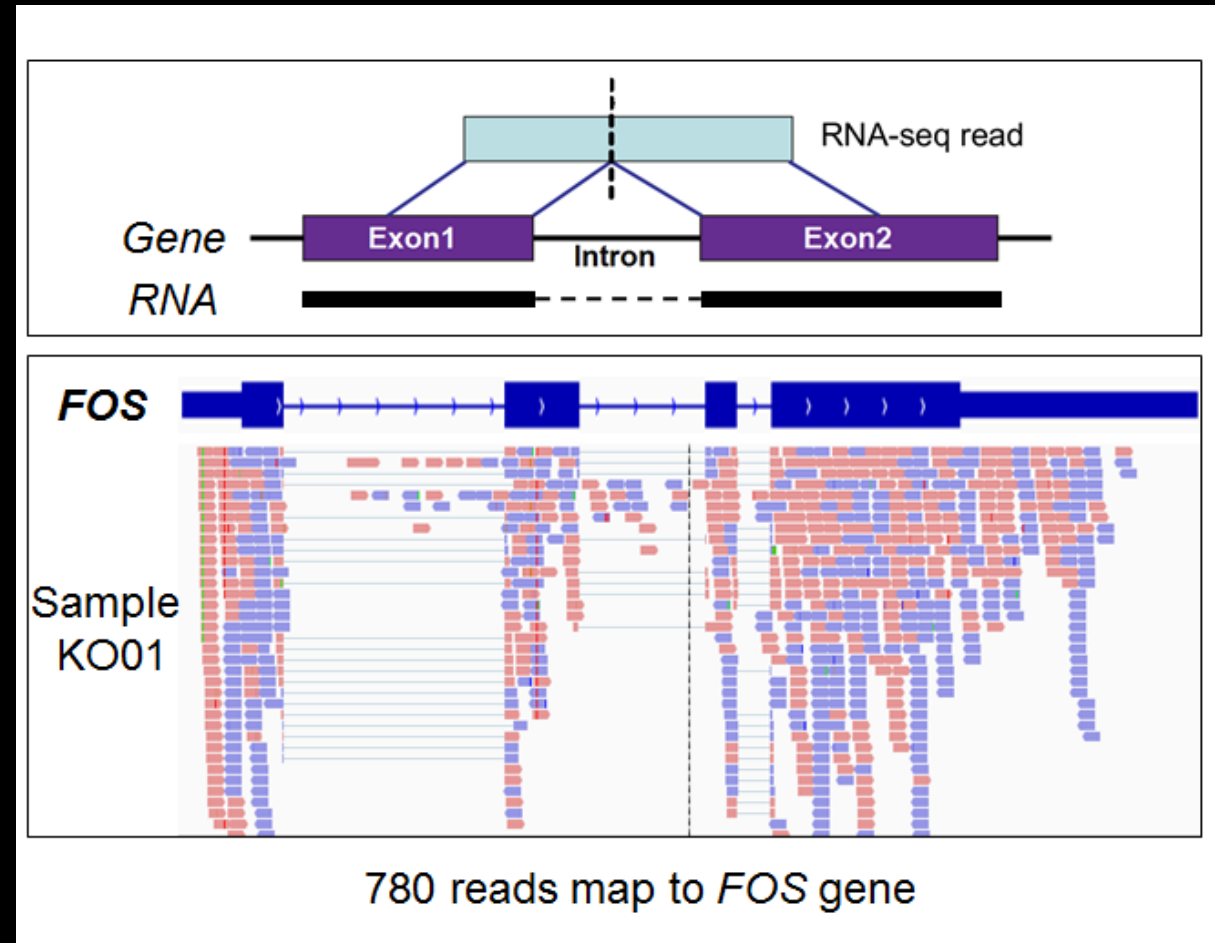 RNA-seq read
Gene
Exon1
Exon2
Intron
RNA
FOS
Sample
KO01
780 reads map to FOS gene